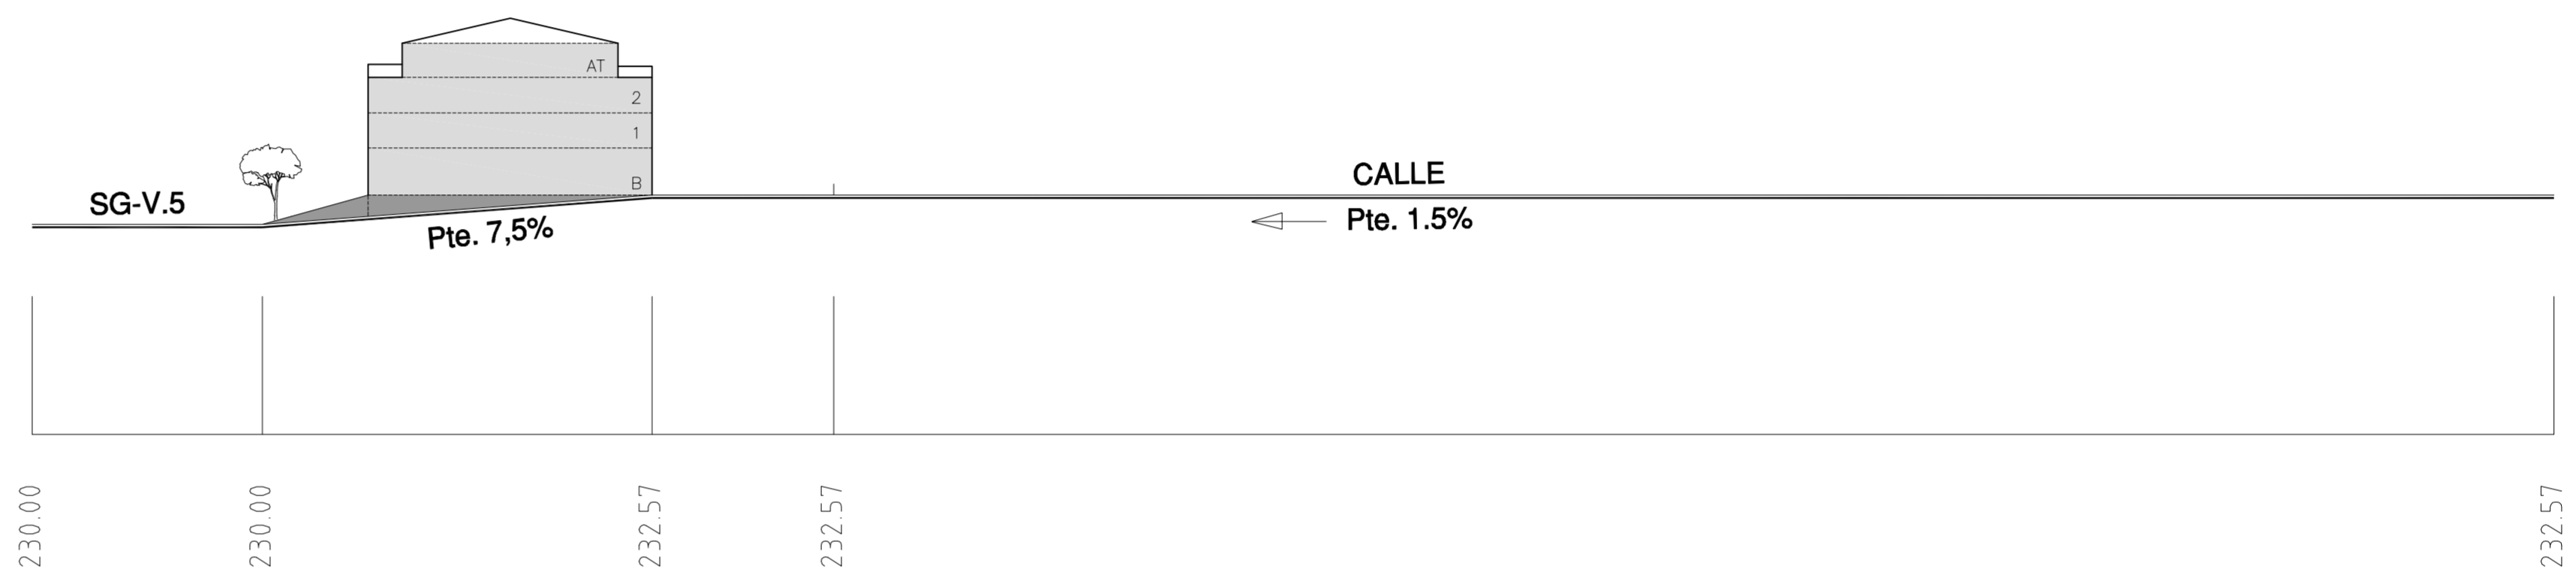 AT
2
1
B
SG-V.5
CALLE
Pte. 7,5%
Pte. 1.5%
230.00
230.00
232.57
232.57
232.57